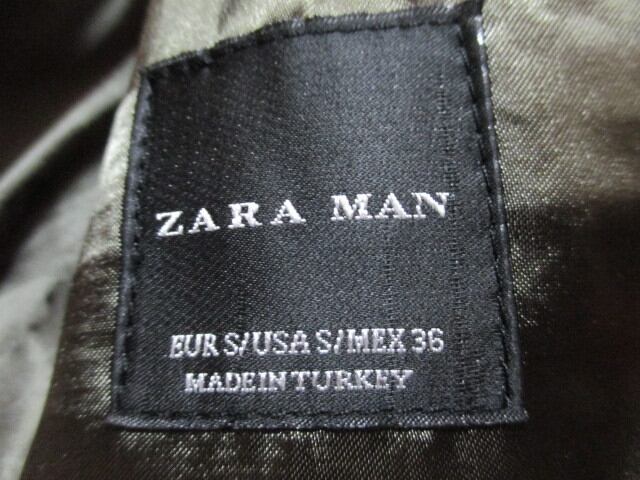 ZARA MAN
EUR S/USA S/MEX 36
MADE IN TURKEY